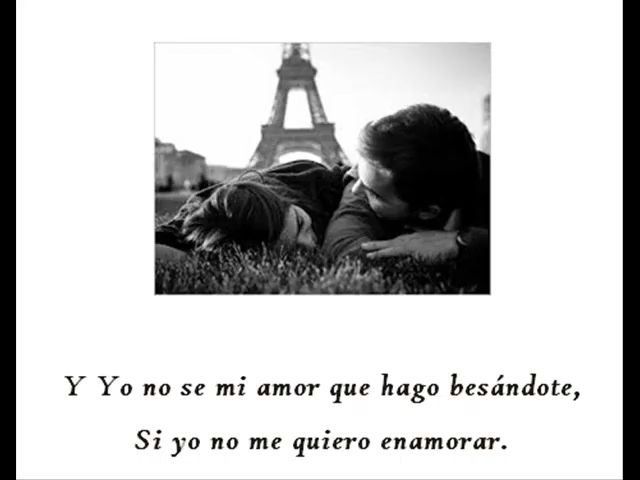 Y Yo no se mi amor que hago besándote,
Si yo no me quiero enamorar.